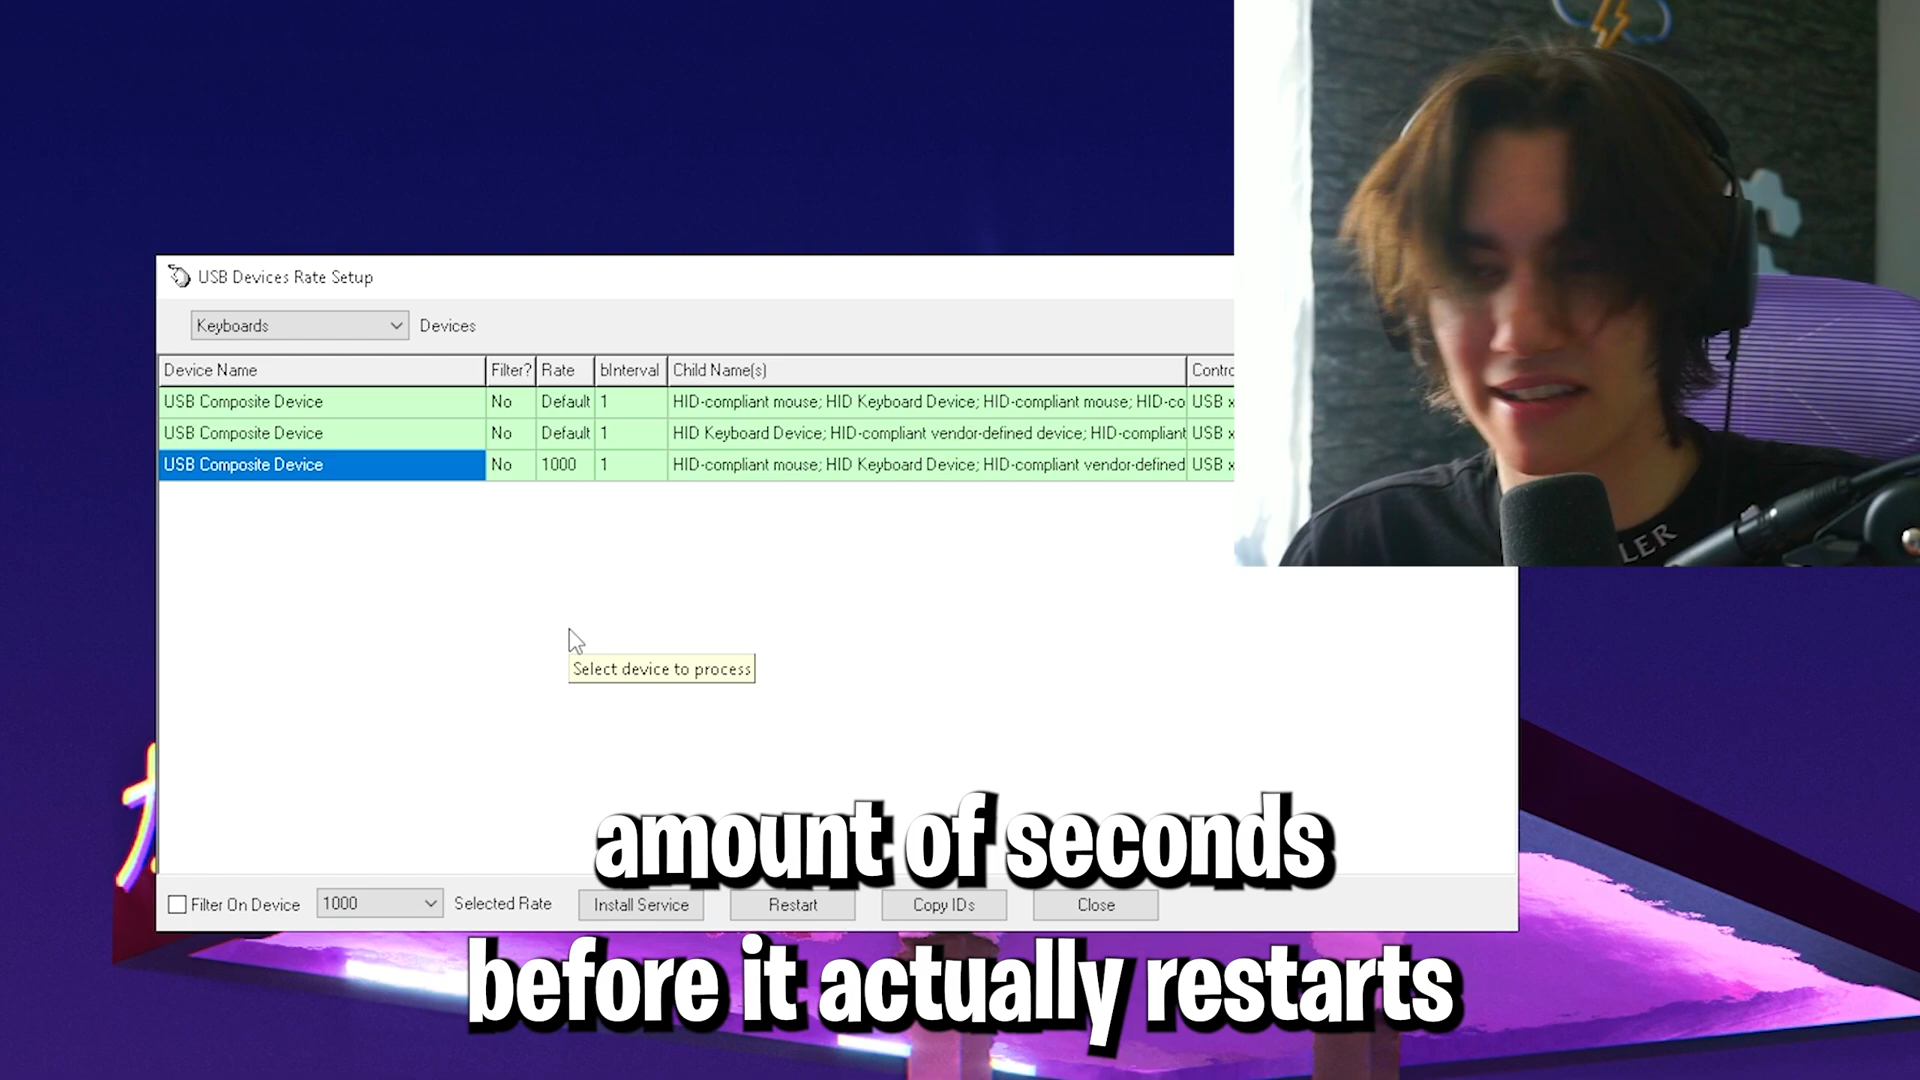 USB Devices Rate Setup
Keyboards Devices
Device Name Filter? Rate bInterval Child Name(s) Contro
USB Composite Device No Default 1 HID-compliant mouse; HID Keyboard Device; HID-compliant mouse; HID-co USB x
USB Composite Device No Default 1 HID Keyboard Device; HID-compliant vendor-defined device; HID-compliant USB x
USB Composite Device No 1000 1 HID-compliant mouse; HID Keyboard Device; HID-compliant vendor-defined USB x
LER
Select device to process
amount of seconds
Filter On Device 1000 Selected Rate Install Service Restart Copy IDs Close
before it actually restarts